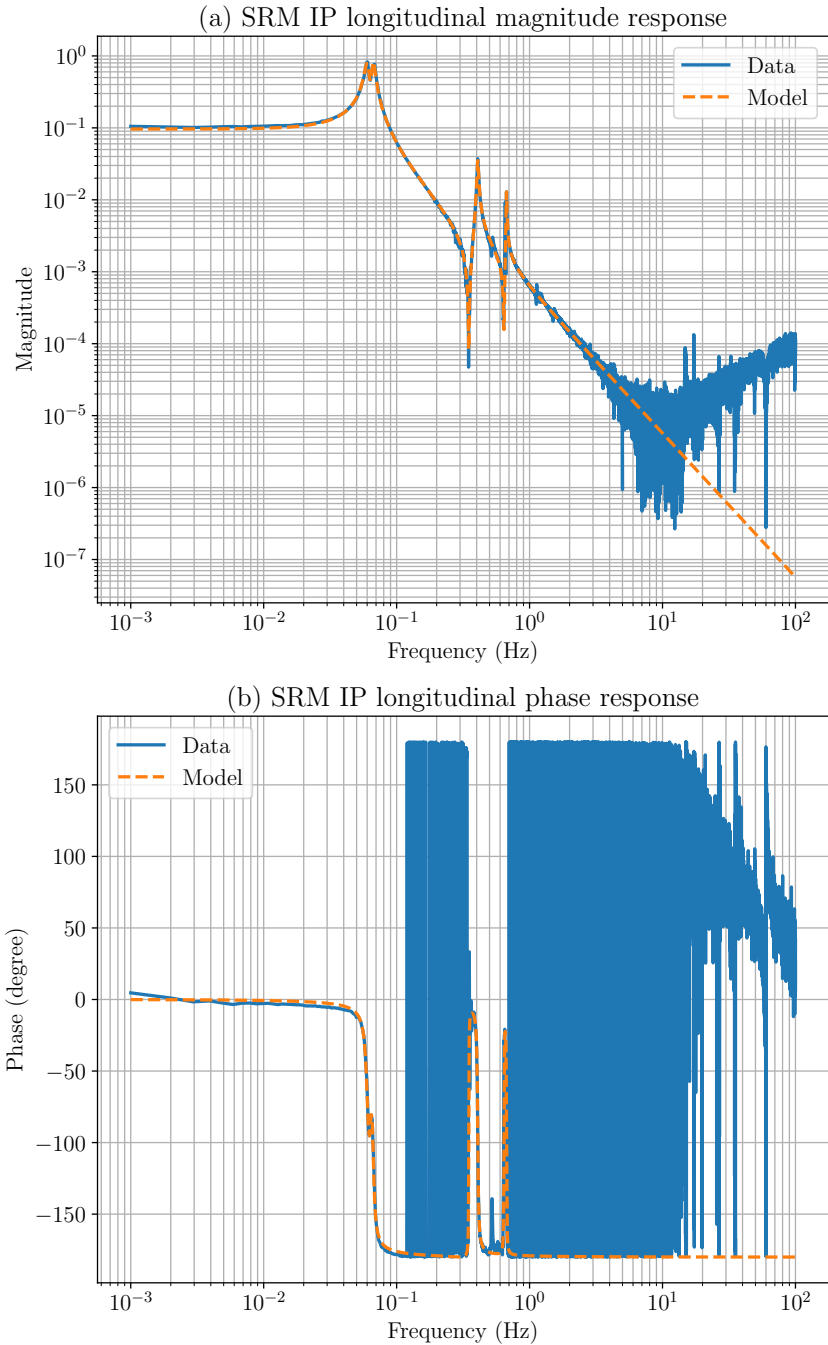 (a) SRM IP longitudinal magnitude response
Data
Model
10^0
10^−1
10^−2
10^−3
10^−4
10^−5
10^−6
10^−7
Magnitude
10^−3 10^−2 10^−1 10^0 10^1 10^2
Frequency (Hz)
(b) SRM IP longitudinal phase response
Data
Model
150
100
50
0
−50
−100
−150
Phase (degree)
10^−3 10^−2 10^−1 10^0 10^1 10^2
Frequency (Hz)